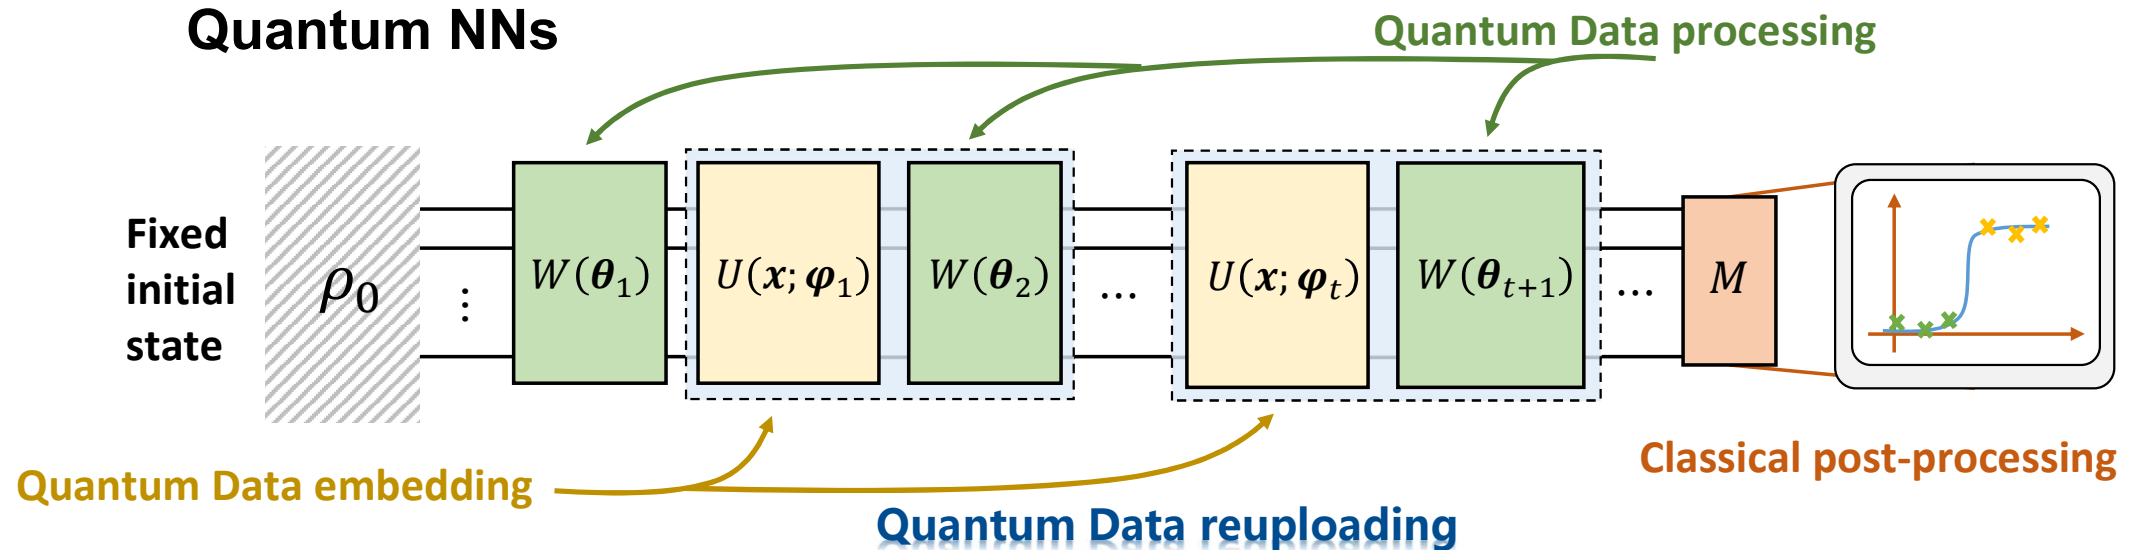 Quantum NNs
Quantum Data processing
Fixed
initial
state
ρ₀
⋮
W(θ₁)
U(x; φ₁)
W(θ₂)
...
U(x; φₜ)
W(θₜ₊₁)
...
M
Quantum Data embedding
Classical post-processing
Quantum Data reuploading